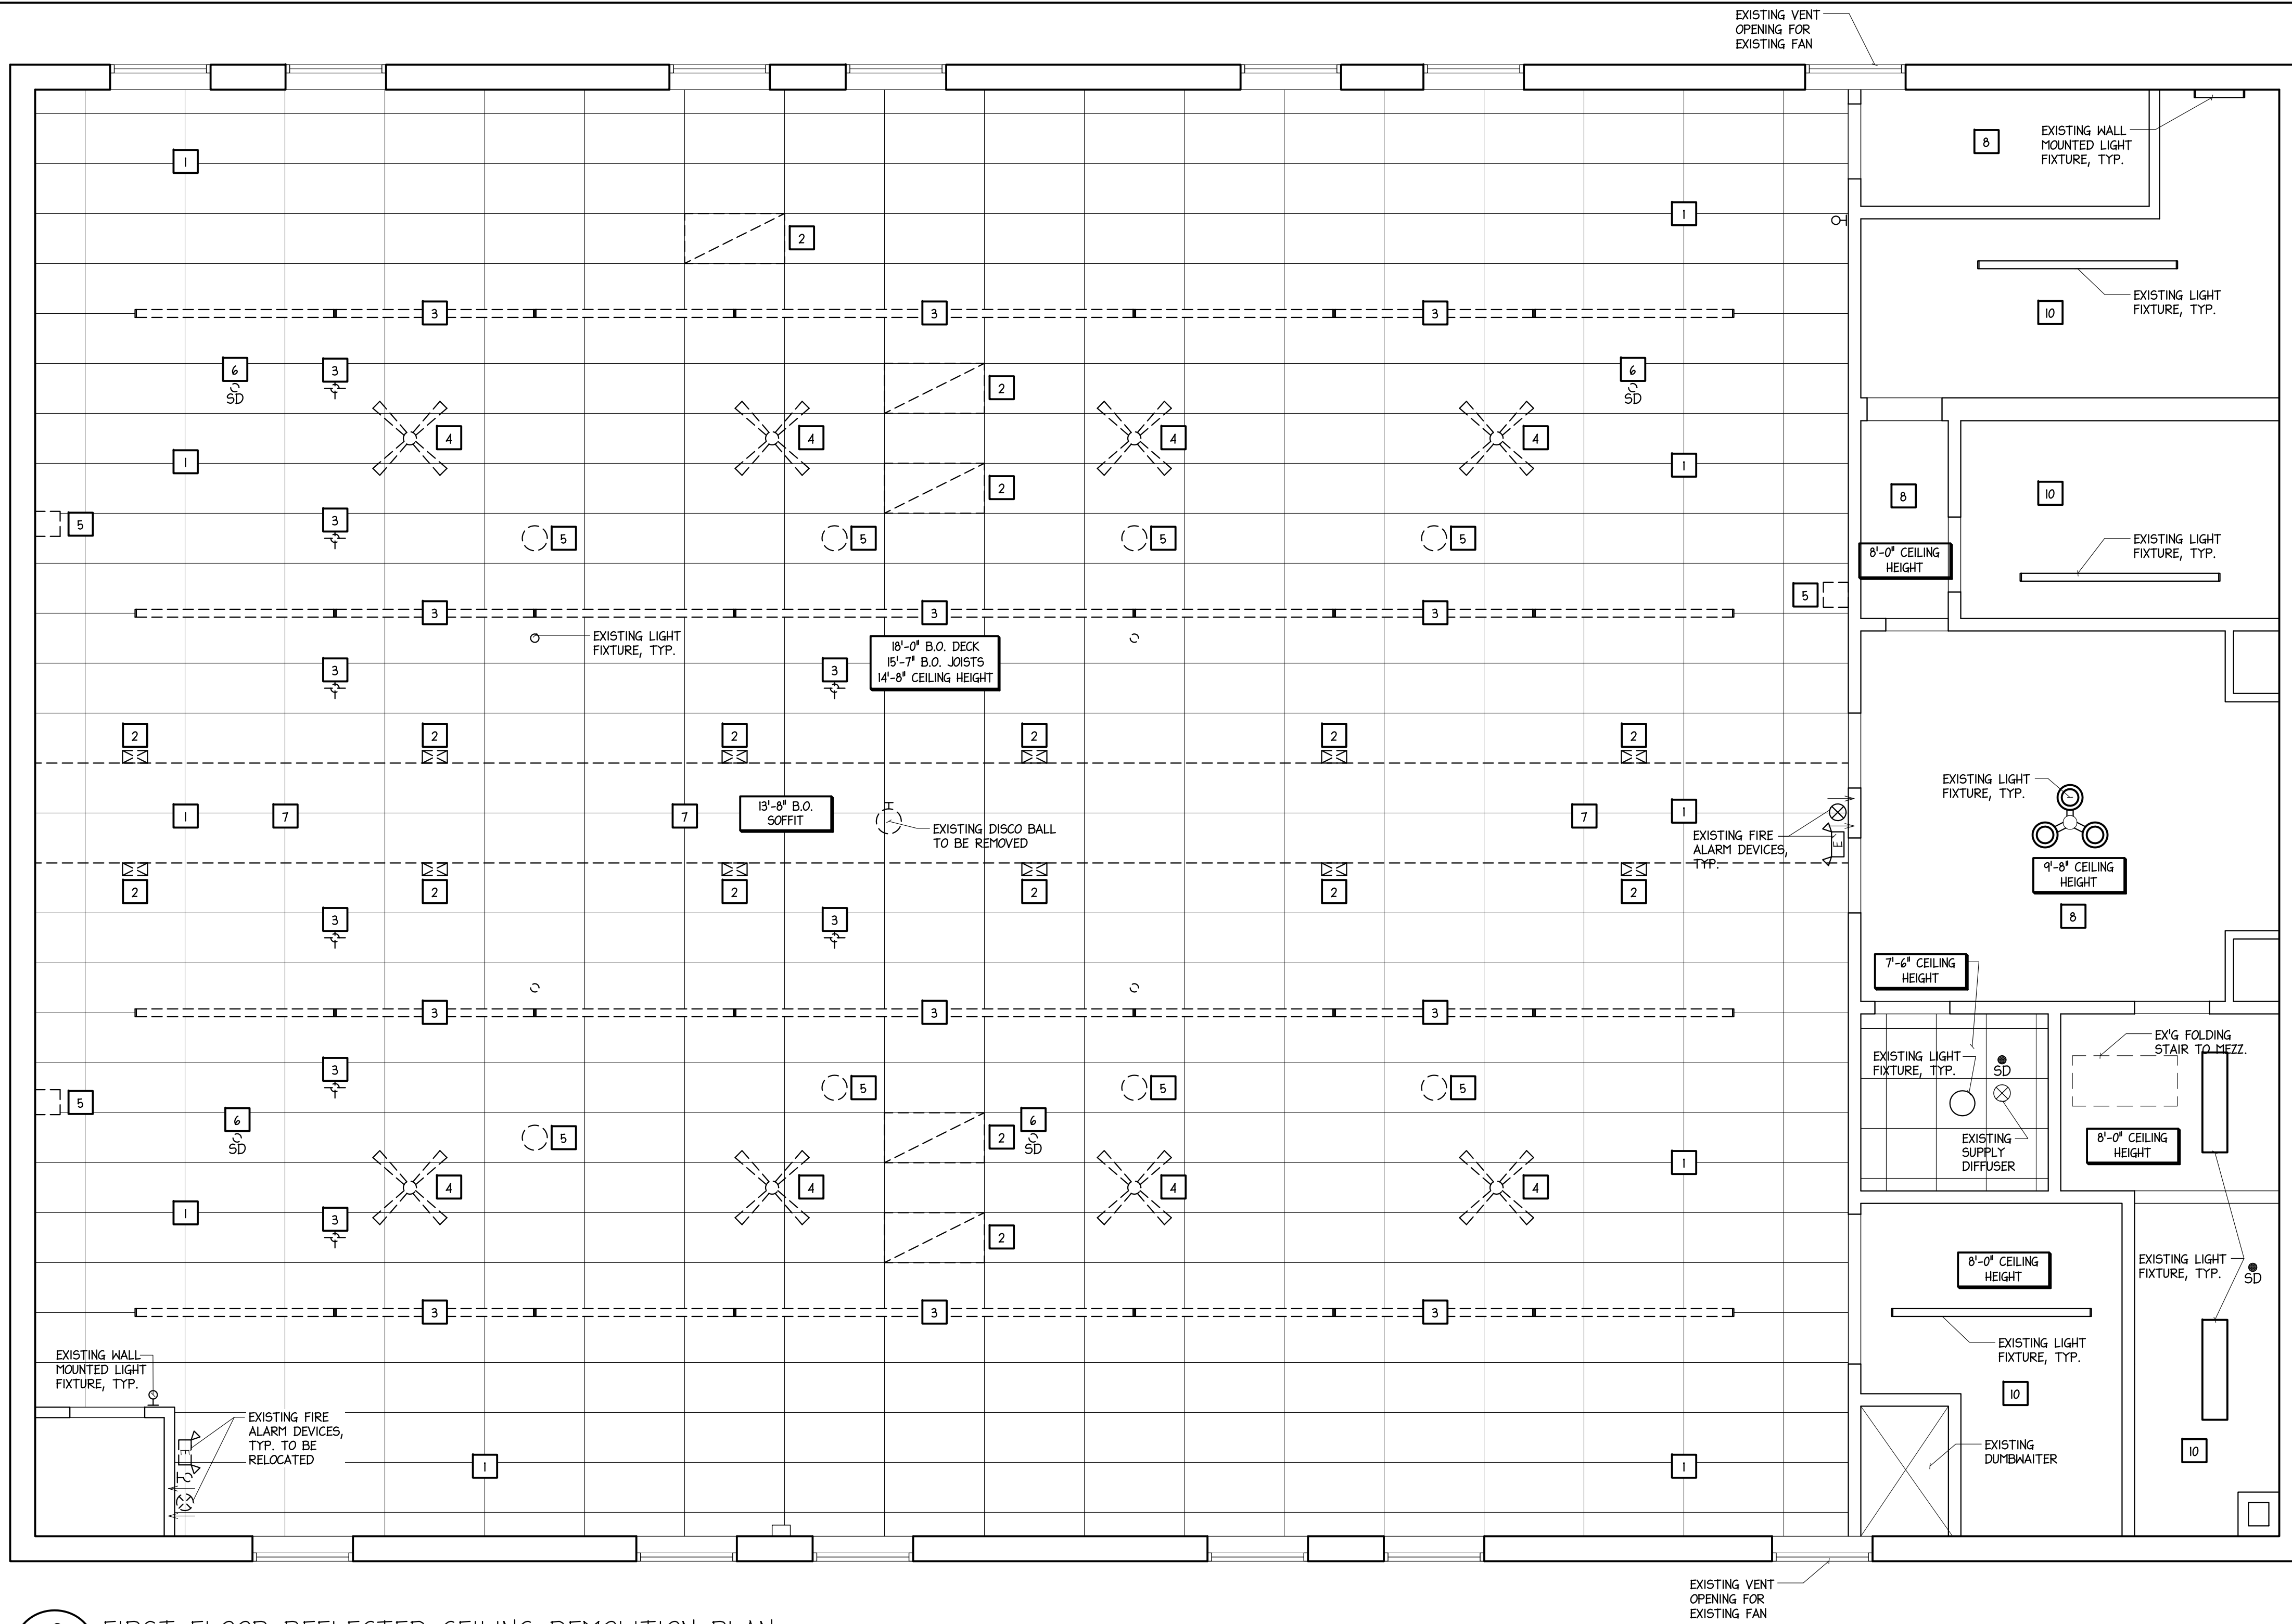 EXISTING VENT
OPENING FOR
EXISTING FAN
1
8
EXISTING WALL
MOUNTED LIGHT
FIXTURE, TYP.
1
2
EXISTING LIGHT
FIXTURE, TYP.
3
3
3
10
6
SD
3
2
6
SD
4
4
4
4
1
1
2
8
10
5
3
5
5
5
5
EXISTING LIGHT
FIXTURE, TYP.
8'-0" CEILING
HEIGHT
5
3
3
3
EXISTING LIGHT
FIXTURE, TYP.
18'-0" B.O. DECK
15'-7" B.O. JOISTS
14'-8" CEILING HEIGHT
3
3
2
2
2
2
2
2
EXISTING LIGHT
FIXTURE, TYP.
1
7
7
13'-8" B.O.
SOFFIT
EXISTING DISCO BALL
TO BE REMOVED
7
1
EXISTING FIRE
ALARM DEVICES,
TYP.
E
9'-8" CEILING
HEIGHT
2
2
2
2
2
2
8
3
3
7'-6" CEILING
HEIGHT
3
3
3
EX'G FOLDING
STAIR TO MEZZ.
EXISTING LIGHT
FIXTURE, TYP.
SD
3
5
5
5
5
6
SD
5
2
6
SD
EXISTING
SUPPLY
DIFFUSER
8'-0" CEILING
HEIGHT
1
4
4
4
4
1
3
2
8'-0" CEILING
HEIGHT
EXISTING LIGHT
FIXTURE, TYP.
SD
3
3
3
EXISTING LIGHT
FIXTURE, TYP.
EXISTING WALL
MOUNTED LIGHT
FIXTURE, TYP.
10
EXISTING FIRE
ALARM DEVICES,
TYP. TO BE
RELOCATED
E
1
1
EXISTING
DUMBWAITER
10
EXISTING VENT
OPENING FOR
EXISTING FAN
FIRST FLOOR REFLECTED CEILING DEMOLITION PLAN